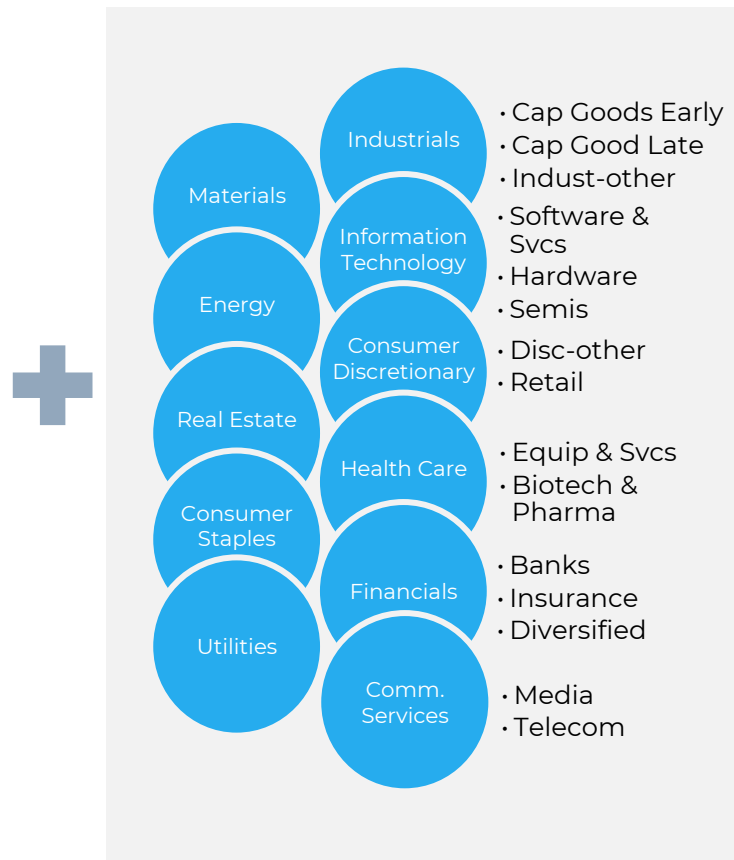 Materials
Energy
Real Estate
Consumer
Staples
Utilities
Industrials
• Cap Goods Early
• Cap Good Late
• Indust-other
Information
Technology
• Software &
Svcs
• Hardware
• Semis
Consumer
Discretionary
• Disc-other
• Retail
Health Care
• Equip & Svcs
• Biotech &
Pharma
Financials
• Banks
• Insurance
• Diversified
Comm.
Services
• Media
• Telecom